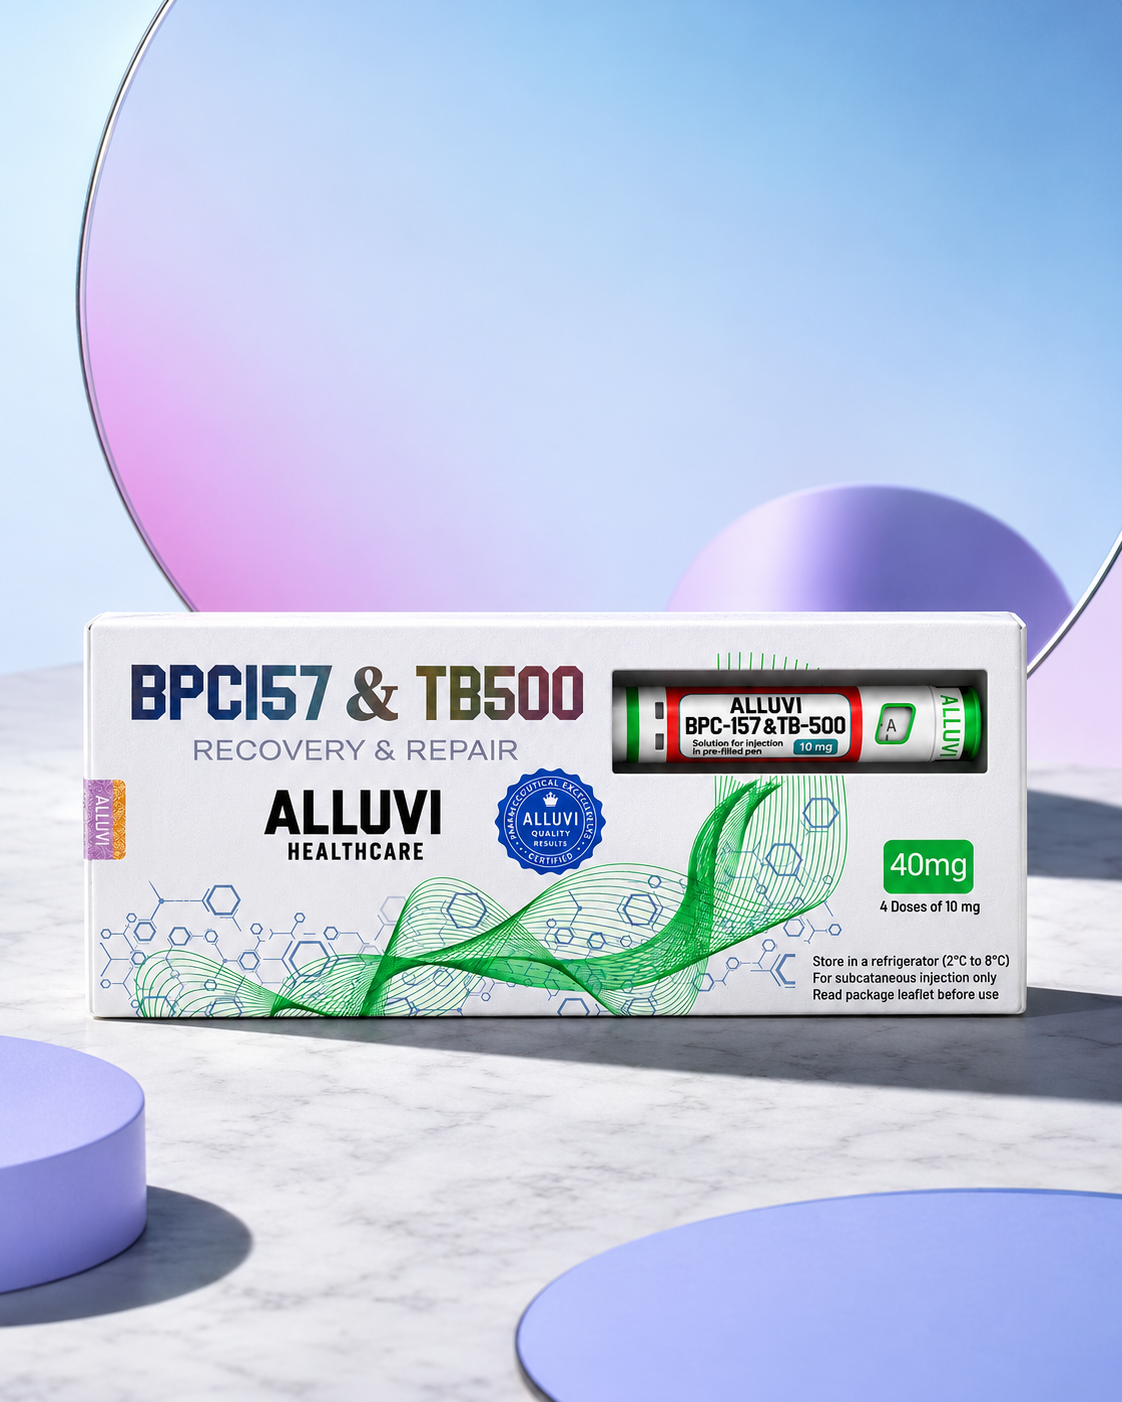 BPC157 & TB500
RECOVERY & REPAIR
ALLUVI
HEALTHCARE
ALLUVI
QUALITY
RESULTS
CERTIFIED
ALLUVI
ALLUVI
BPC-157 & TB-500
Solution for injection
in pre-filled pen
10 mg
A
ALLUVI
40mg
4 Doses of 10 mg
Store in a refrigerator (2°C to 8°C)
For subcataneous injection only
Read package leaflet before use